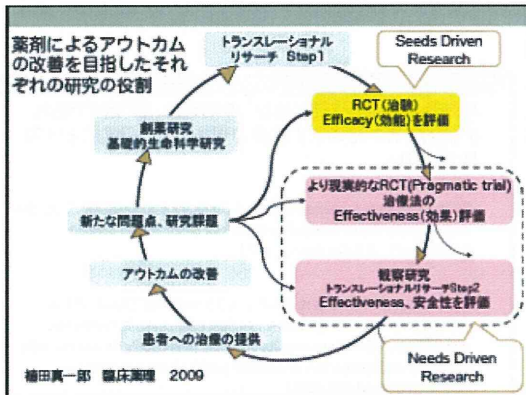 薬剤によるアウトカム
の改善を目指したそれ
ぞれの研究の役割
トランスレーショナル
リサーチ Step1
Seeds Driven
Research
RCT(治験)
Efficacy(効能)を評価
創薬研究
基礎的生命科学研究
より現実的なRCT(Pragmatic trial)
治療法の
Effectiveness(効果)評価
新たな問題点、研究課題
観察研究
トランスレーショナルリサーチStep2
Effectiveness、安全性を評価
アウトカムの改善
患者への治療の提供
Needs Driven
Research
植田真一郎 臨床薬理 2009